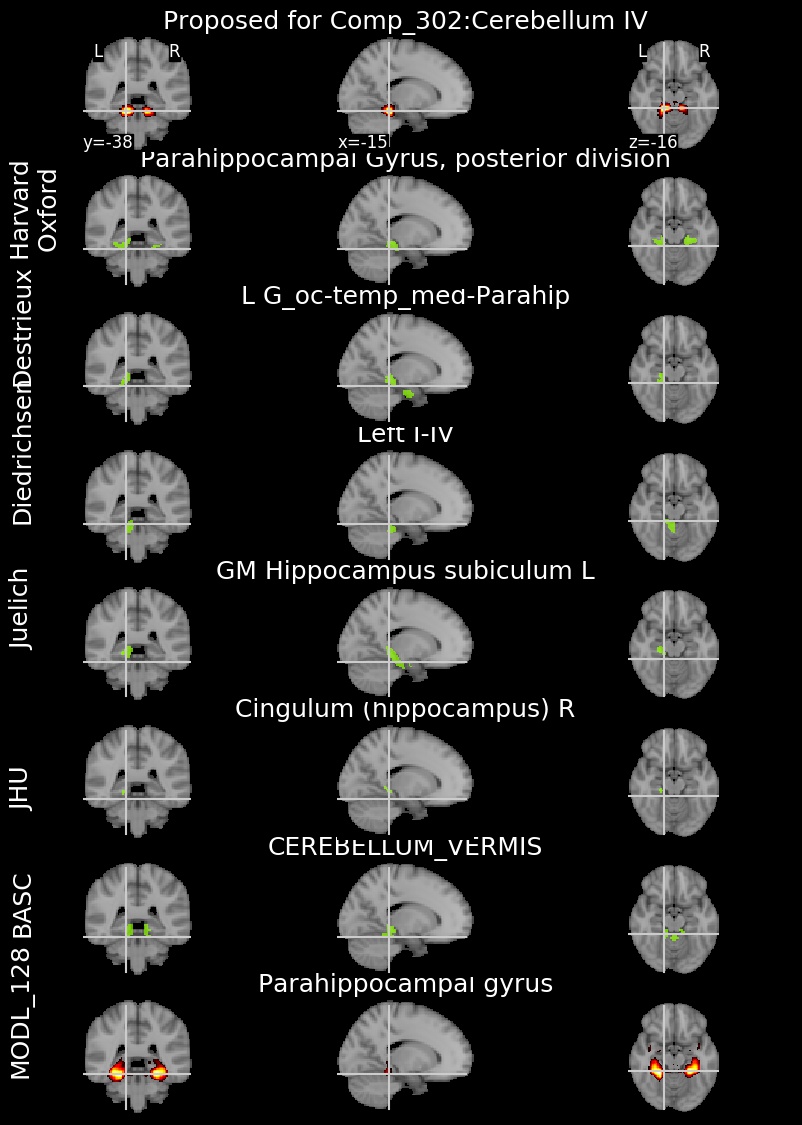 Proposed for Comp_302:Cerebellum IV
L R L R
y=-38 x=-15 z=-16
Parahippocampal Gyrus, posterior division
Harvard
Oxford
L G_oc-temp_med-Parahip
Destrieux
Left I-IV
Diedrichsen
GM Hippocampus subiculum L
Juelich
Cingulum (hippocampus) R
JHU
CEREBELLUM_VERMIS
BASC
Parahippocampal gyrus
MODL_128